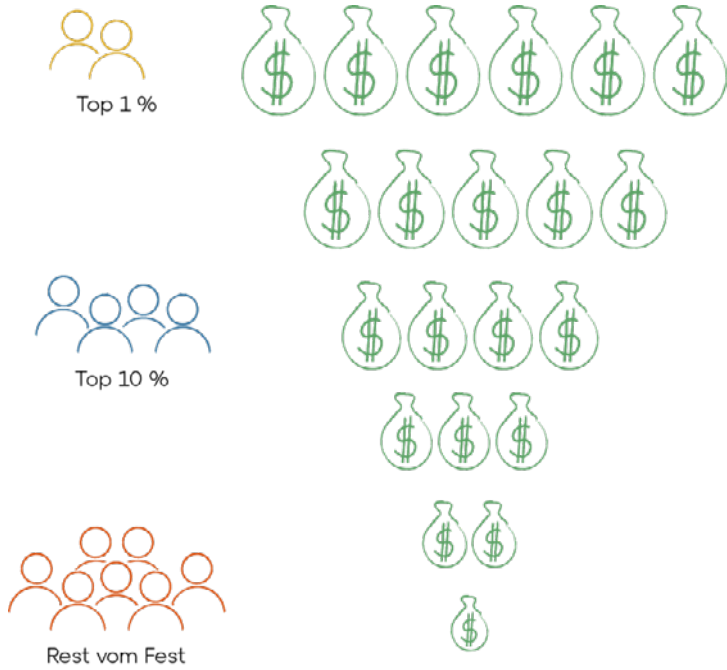 Top 1 %
$ $ $ $ $ $
$ $ $ $ $
Top 10 %
$ $ $ $
$ $ $
$ $
Rest vom Fest
$